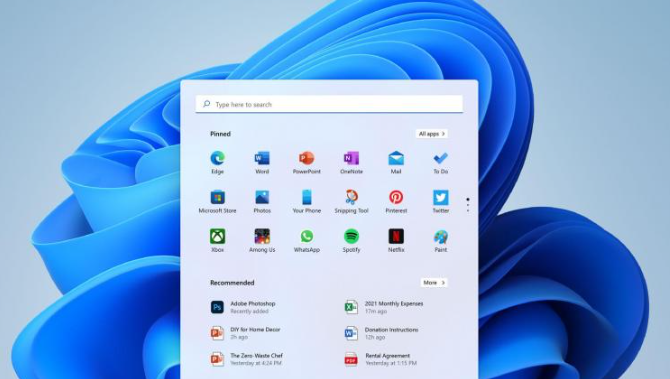 Type here to search
Pinned
All apps >
Edge Word PowerPoint OneNote Mail To Do
Microsoft Store Photos Your Phone Snipping Tool Pinterest Twitter
Xbox Among Us WhatsApp Spotify Netflix Paint
Recommended
More >
Adobe Photoshop
Recently added
2021 Monthly Expenses
17m ago
DIY for Home Decor
2h ago
Donation Instructions
12h ago
The Zero-Waste Chef
Yesterday at 4:24 PM
Rental Agreement
Yesterday at 1:15 PM